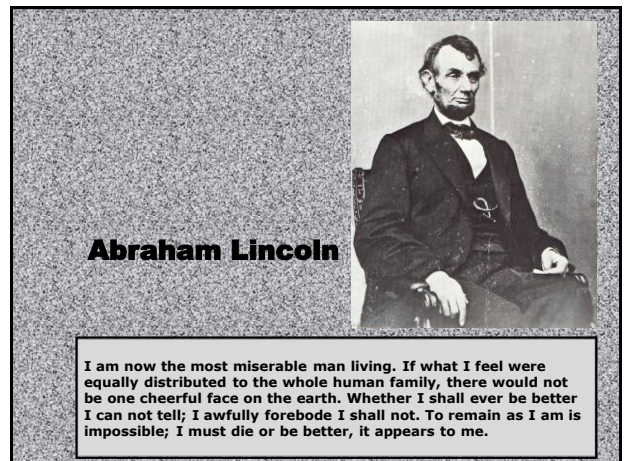 Abraham Lincoln
I am now the most miserable man living. If what I feel were
equally distributed to the whole human family, there would not
be one cheerful face on the earth. Whether I shall ever be better
I can not tell; I awfully forebode I shall not. To remain as I am is
impossible; I must die or be better, it appears to me.